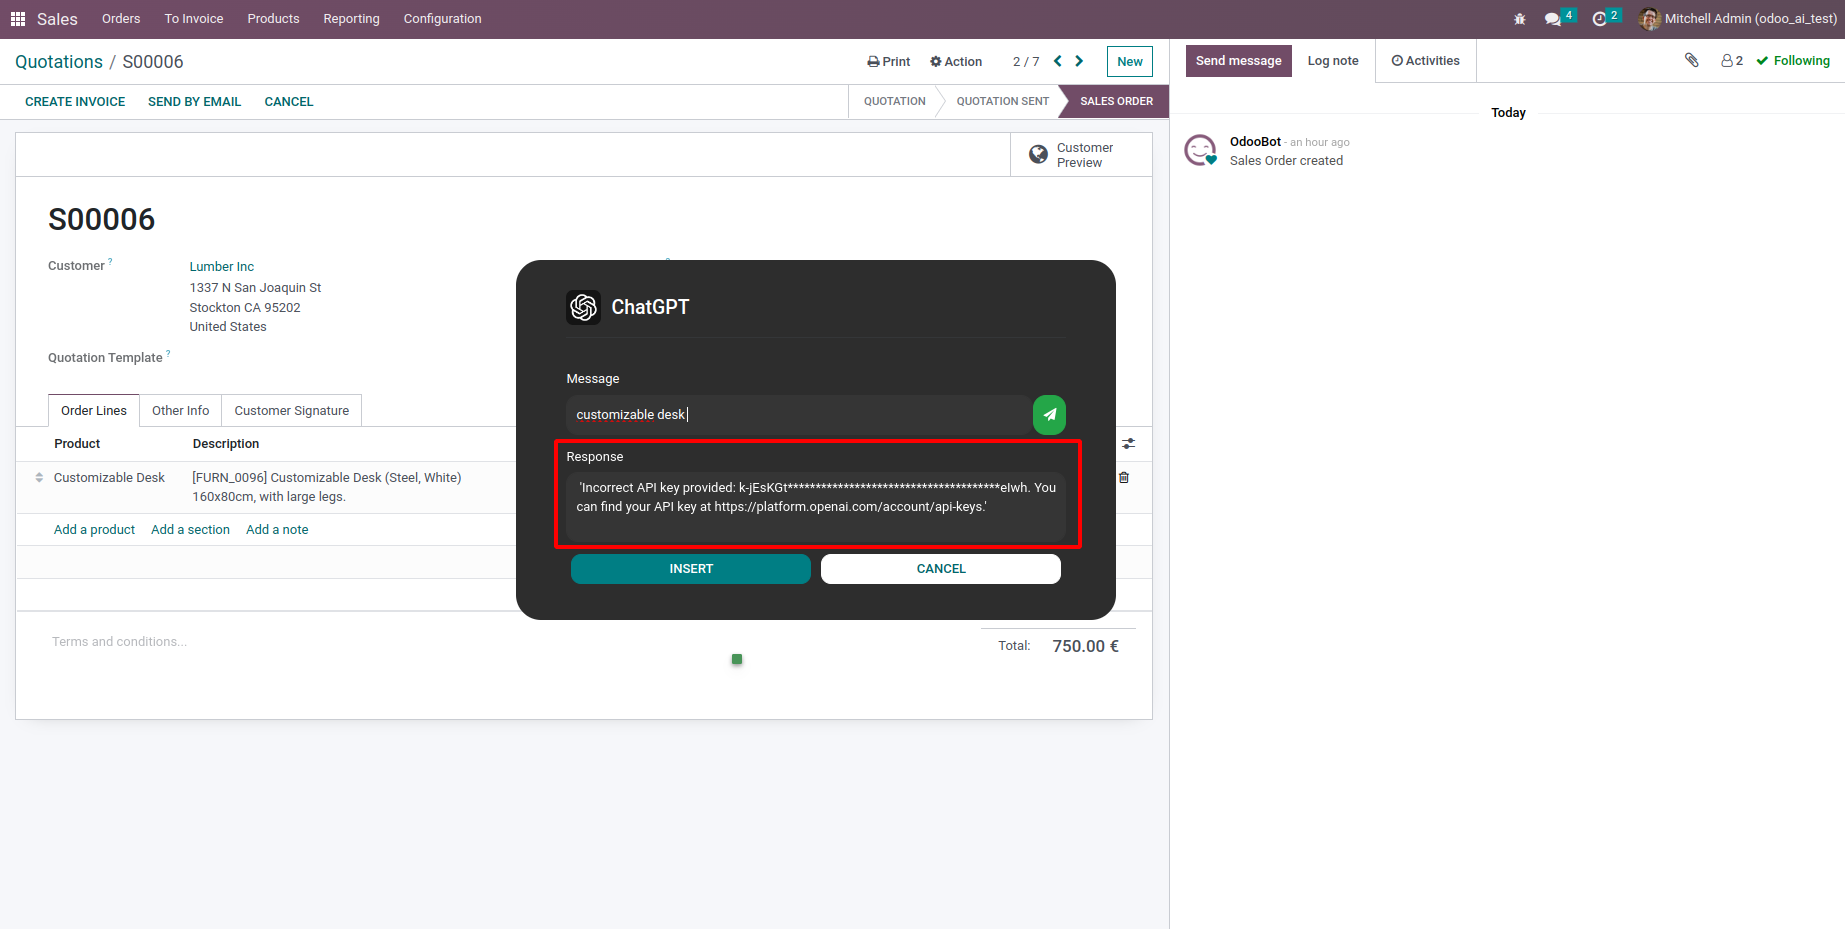 Sales Orders To Invoice Products Reporting Configuration 4 2 Mitchell Admin (odoo_ai_test)
Quotations / S00006 Print Action 2 / 7 New
CREATE INVOICE SEND BY EMAIL CANCEL QUOTATION QUOTATION SENT SALES ORDER
Customer
Preview
S00006
Customer ? Lumber Inc
1337 N San Joaquin St
Stockton CA 95202
United States
Quotation Template ?
Order Lines Other Info Customer Signature
Product Description
Customizable Desk [FURN_0096] Customizable Desk (Steel, White)
160x80cm, with large legs.
Add a product Add a section Add a note
Terms and conditions...
Total: 750.00 €
ChatGPT
Message
customizable desk
Response
'Incorrect API key provided: k-jEsKGt**************************************eIwh. You
can find your API key at https://platform.openai.com/account/api-keys.'
INSERT CANCEL
Send message Log note Activities 2 Following
Today
OdooBot - an hour ago
Sales Order created